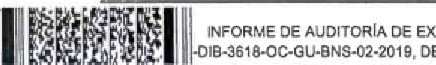 INFORME DE AUDITORÍA DE EX
-DIB-3618-OC-GU-BNS-02-2019, DE